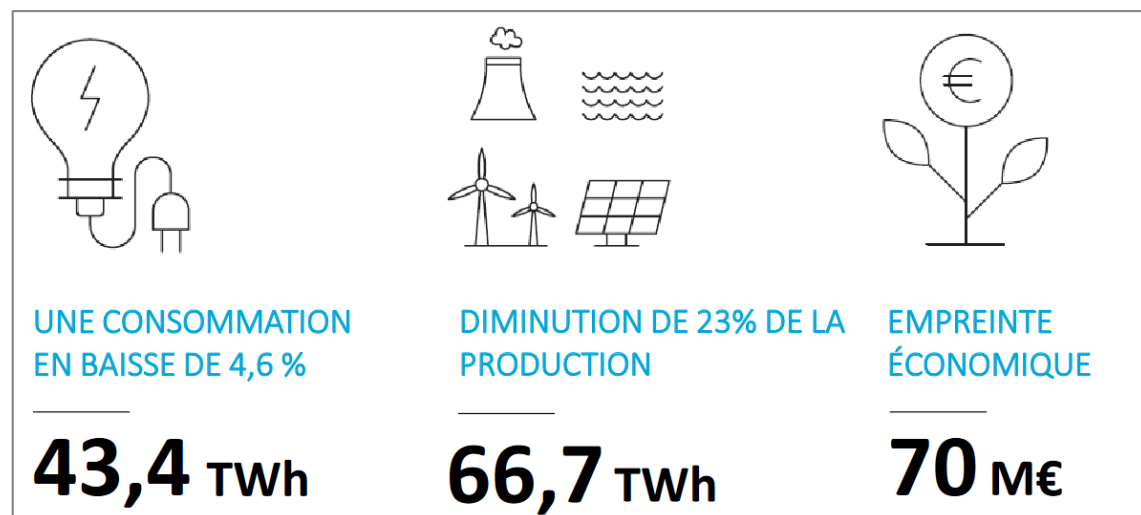 UNE CONSOMMATION
EN BAISSE DE 4,6 %
43,4 TWh
DIMINUTION DE 23% DE LA
PRODUCTION
66,7 TWh
EMPREINTE
ÉCONOMIQUE
70 M€